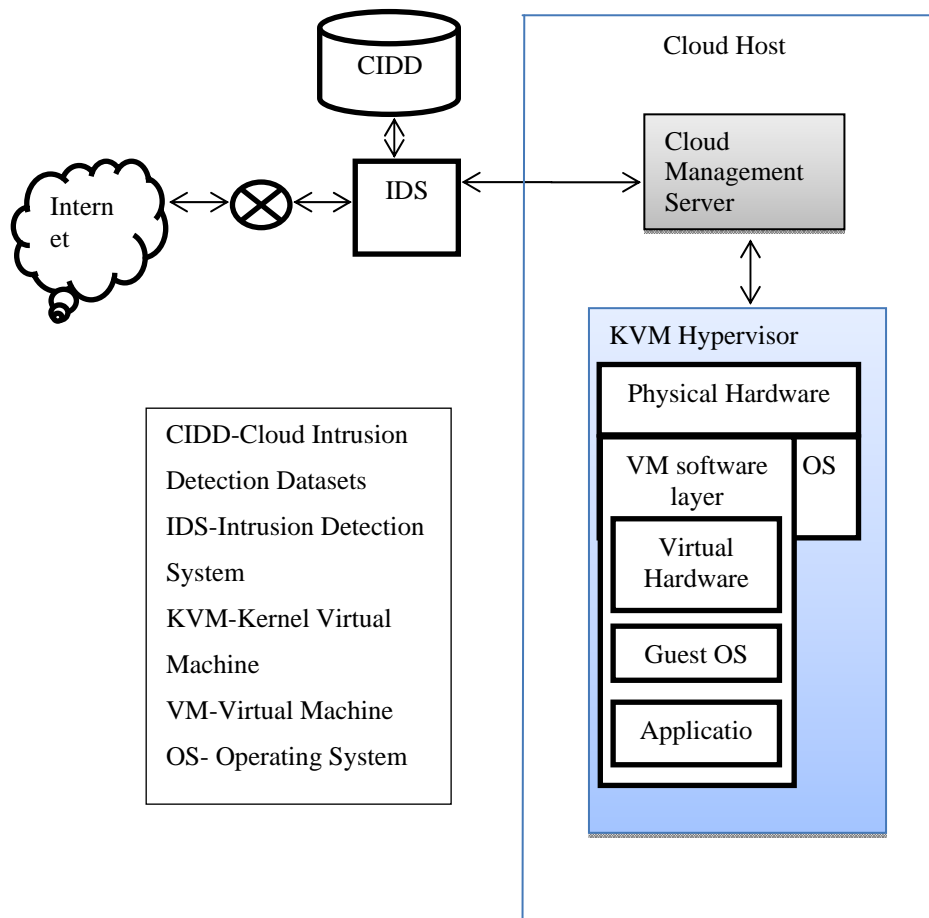 CIDD
Cloud Host
Intern
et
IDS
Cloud
Management
Server
KVM Hypervisor
Physical Hardware
VM software
layer
OS
Virtual
Hardware
Guest OS
Applicatio
CIDD-Cloud Intrusion
Detection Datasets
IDS-Intrusion Detection
System
KVM-Kernel Virtual
Machine
VM-Virtual Machine
OS- Operating System